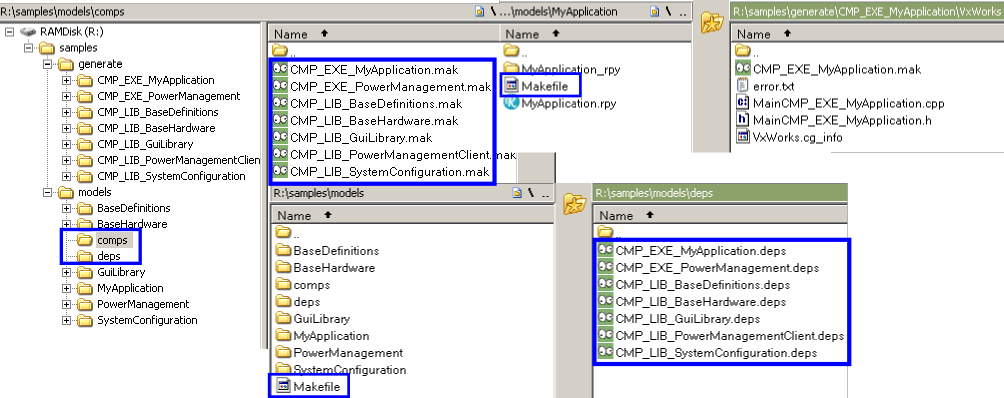 R:\samples\models\comps
RAMDisk (R:)
samples
generate
CMP_EXE_MyApplication
CMP_EXE_PowerManagement
CMP_LIB_BaseDefinitions
CMP_LIB_BaseHardware
CMP_LIB_GuiLibrary
CMP_LIB_PowerManagementClien
CMP_LIB_SystemConfiguration
models
BaseDefinitions
BaseHardware
comps
deps
GuiLibrary
MyApplication
PowerManagement
SystemConfiguration
\ ..
Name
..
CMP_EXE_MyApplication.mak
CMP_EXE_PowerManagement.mak
CMP_LIB_BaseDefinitions.mak
CMP_LIB_BaseHardware.mak
CMP_LIB_GuiLibrary.mak
CMP_LIB_PowerManagementClient.mak
CMP_LIB_SystemConfiguration.mak
...\models\MyApplication \ ..
Name
..
MyApplication_rpy
Makefile
MyApplication.rpy
R:\samples\generate\CMP_EXE_MyApplication\VxWorks
Name
..
CMP_EXE_MyApplication.mak
error.txt
MainCMP_EXE_MyApplication.cpp
MainCMP_EXE_MyApplication.h
VxWorks.cg_info
R:\samples\models \ ..
Name
..
BaseDefinitions
BaseHardware
comps
deps
GuiLibrary
MyApplication
PowerManagement
SystemConfiguration
Makefile
R:\samples\models\deps
Name
..
CMP_EXE_MyApplication.deps
CMP_EXE_PowerManagement.deps
CMP_LIB_BaseDefinitions.deps
CMP_LIB_BaseHardware.deps
CMP_LIB_GuiLibrary.deps
CMP_LIB_PowerManagementClient.deps
CMP_LIB_SystemConfiguration.deps